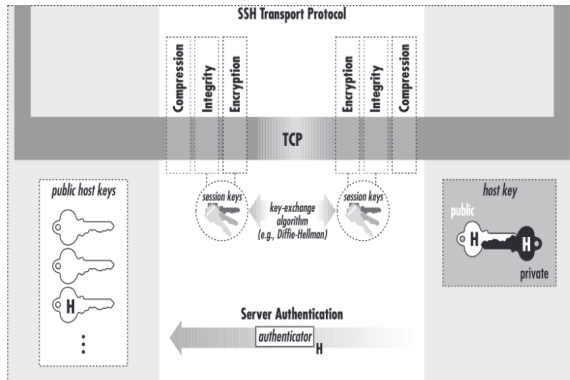 SSH Transport Protocol
Compression
Integrity
Encryption
Encryption
Integrity
Compression
TCP
public host keys
session keys
key-exchange
algorithm
(e.g., Diffie-Hellman)
session keys
host key
public
H
H
private
H
Server Authentication
authenticator
H